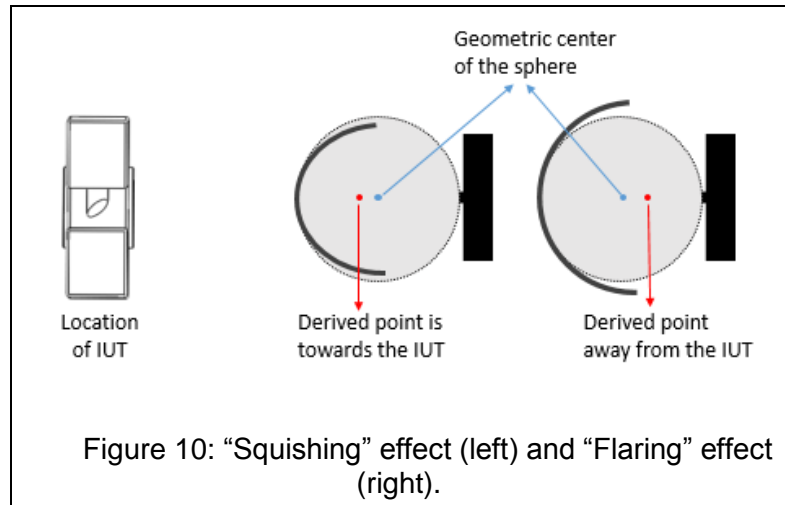 Geometric center
of the sphere
Location
of IUT
Derived point is
towards the IUT
Derived point
away from the IUT
Figure 10: “Squishing” effect (left) and “Flaring” effect
(right).